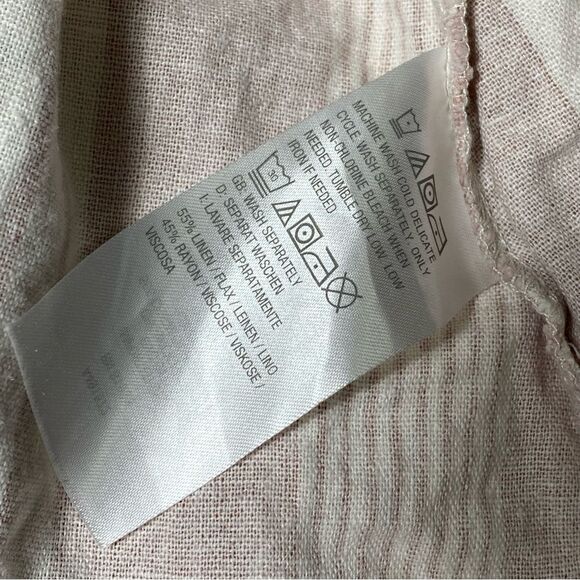 MACHINE WASH COLD DELICATE
CYCLE WASH SEPARATELY ONLY
NON-CHLORINE BLEACH WHEN
NEEDED, TUMBLE DRY LOW, LOW
IRON IF NEEDED
30
GB: WASH SEPARATELY
D: SEPARAT WASCHEN
I: LAVARE SEPARATAMENTE
55% LINEN / FLAX / LEINEN / LINO
45% RAYON / VISCOSE / VISKOSE /
VISCOSA